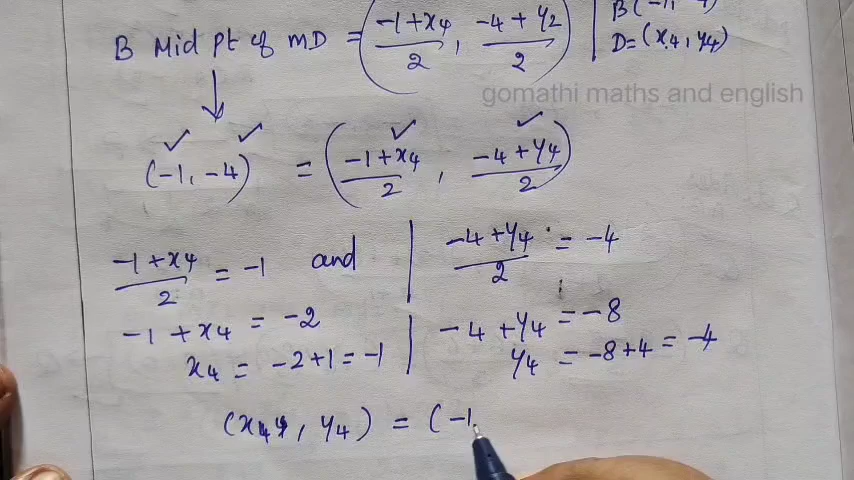 B Mid Pt of MD = (-1+x4/2, -4+y2/2) | B(-1, -4)
D=(x4, y4)
gomathi maths and english
(-1, -4) = (-1+x4/2, -4+y4/2)
-1+x4/2 = -1 and | -4+y4/2 = -4
-1+x4 = -2 | -4+y4 = -8
x4 = -2+1 = -1 | y4 = -8+4 = -4
(x4, y4) = (-1,